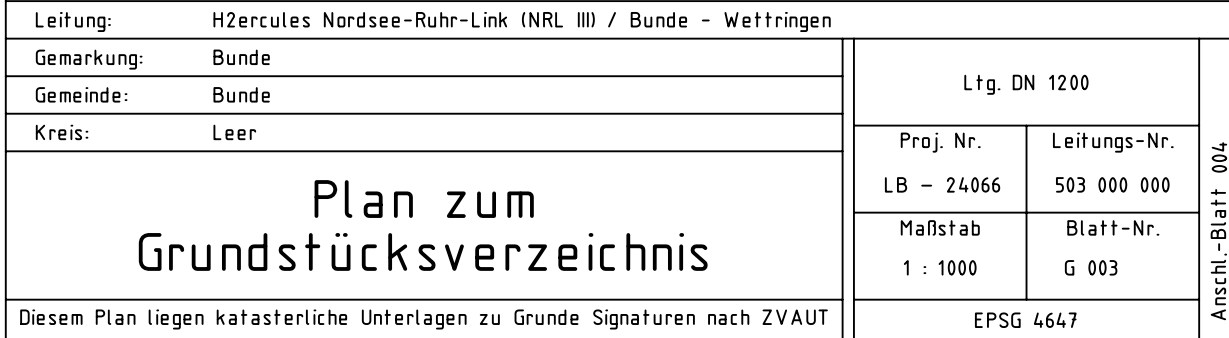 Leitung: H2ercules Nordsee-Ruhr-Link (NRL III) / Bunde - Wettringen
Gemarkung: Bunde
Gemeinde: Bunde
Kreis: Leer
Plan zum
Grundstücksverzeichnis
Diesem Plan liegen katasterliche Unterlagen zu Grunde Signaturen nach ZVAUT
Ltg. DN 1200
Proj. Nr. Leitungs-Nr.
LB - 24066 503 000 000
Maßstab Blatt-Nr.
1 : 1000 G 003
EPSG 4647
Anschl.-Blatt 004